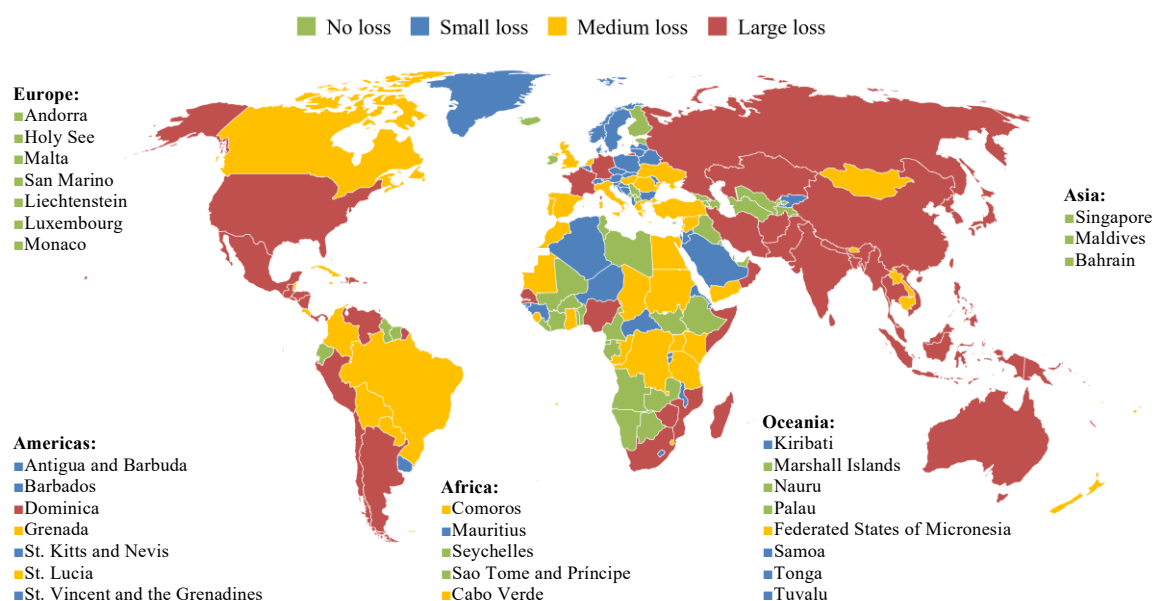 No loss Small loss Medium loss Large loss
Europe:
Andorra
Holy See
Malta
San Marino
Liechtenstein
Luxembourg
Monaco
Asia:
Singapore
Maldives
Bahrain
Americas:
Antigua and Barbuda
Barbados
Dominica
Grenada
St. Kitts and Nevis
St. Lucia
St. Vincent and the Grenadines
Africa:
Comoros
Mauritius
Seychelles
Sao Tome and Príncipe
Cabo Verde
Oceania:
Kiribati
Marshall Islands
Nauru
Palau
Federated States of Micronesia
Samoa
Tonga
Tuvalu